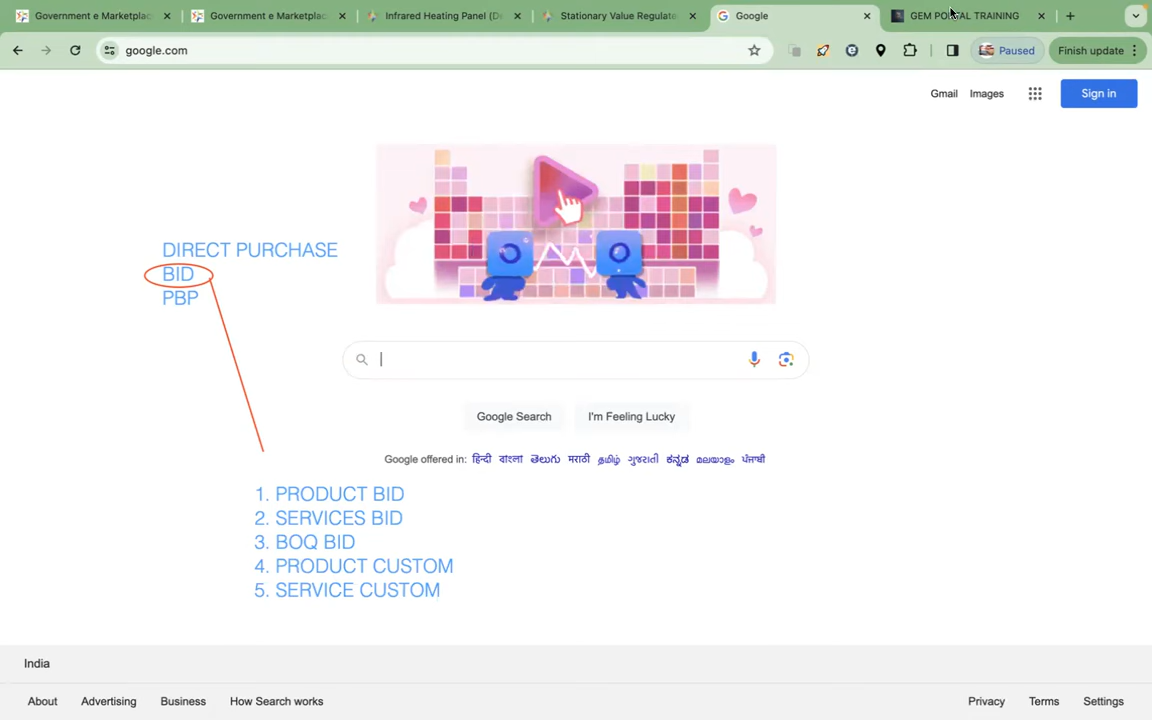 Government e Marketplac
Government e Marketplac
Infrared Heating Panel (D
Stationary Value Regulate
Google
GEM PORTAL TRAINING
google.com
Paused
Finish update
Gmail
Images
Sign in
DIRECT PURCHASE
BID
PBP
Google Search
I'm Feeling Lucky
Google offered in: हिन्दी বাংলা తెలుగు मराठी தமிழ் ગુજરાતી ಕನ್ನಡ മലയാളം ਪੰਜਾਬੀ
1. PRODUCT BID
2. SERVICES BID
3. BOQ BID
4. PRODUCT CUSTOM
5. SERVICE CUSTOM
India
About
Advertising
Business
How Search works
Privacy
Terms
Settings